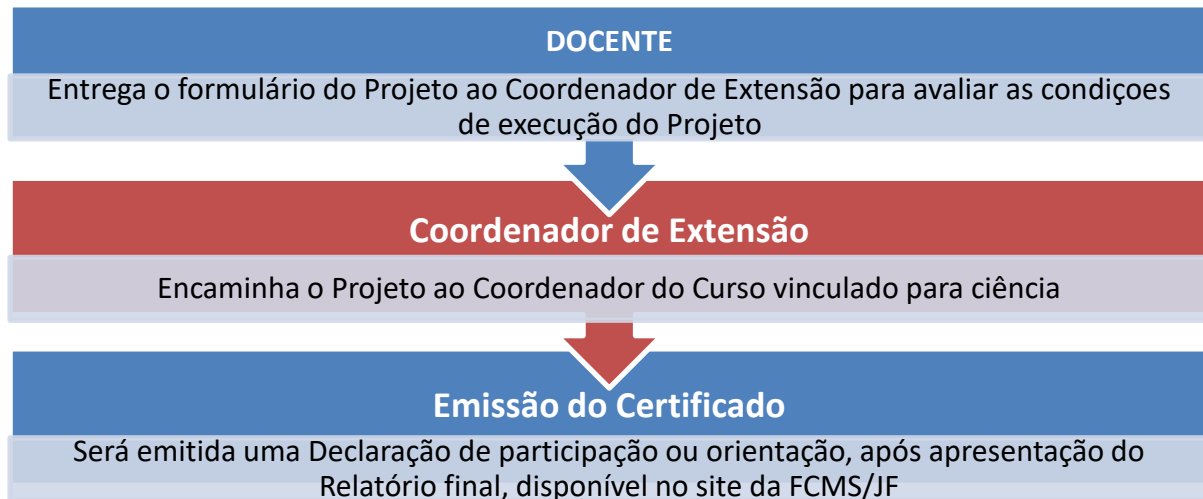 DOCENTE
Entrega o formulário do Projeto ao Coordenador de Extensão para avaliar as condiçoes
de execução do Projeto
Coordenador de Extensão
Encaminha o Projeto ao Coordenador do Curso vinculado para ciência
Emissão do Certificado
Será emitida uma Declaração de participação ou orientação, após apresentação do
Relatório final, disponível no site da FCMS/JF